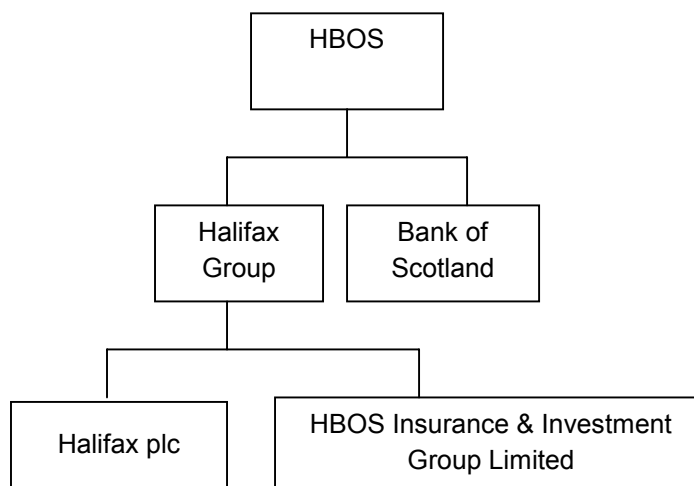 HBOS
Halifax
Group
Bank of
Scotland
Halifax plc
HBOS Insurance & Investment
Group Limited